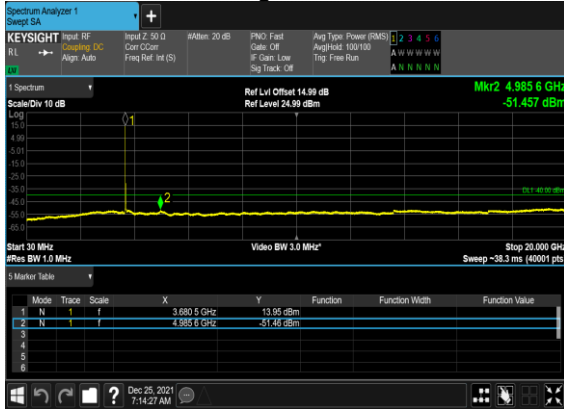 Spectrum Analyzer 1
Swept SA
+
KEYSIGHT
RL
Input: RF
Coupling: DC
Align: Auto
Input Z: 50 Ω
Corr CCorr
Freq Ref: Int (S)
#Atten: 20 dB
PNO: Fast
Gate: Off
IF Gain: Low
Sig Track: Off
Avg Type: Power (RMS)
Avg|Hold: 100/100
Trig: Free Run
1 2 3 4 5 6
A W W W W W
A N N N N N
1 Spectrum
Scale/Div 10 dB
Ref Lvl Offset 14.99 dB
Ref Level 24.99 dBm
Mkr2 4.985 6 GHz
-51.457 dBm
Log
15.0
4.99
-5.01
-15.0
-25.0
-35.0
-45.0
-55.0
-65.0
1
2
DL1 -40.00 dBm
Start 30 MHz
#Res BW 1.0 MHz
Video BW 3.0 MHz*
Stop 20.000 GHz
Sweep ~38.3 ms (40001 pts)
5 Marker Table
Mode Trace Scale X Y Function Function Width Function Value
1 N 1 f 3.680 5 GHz 13.95 dBm
2 N 1 f 4.985 6 GHz -51.46 dBm
3
4
5
6
?
Dec 25, 2021
7:14:27 AM